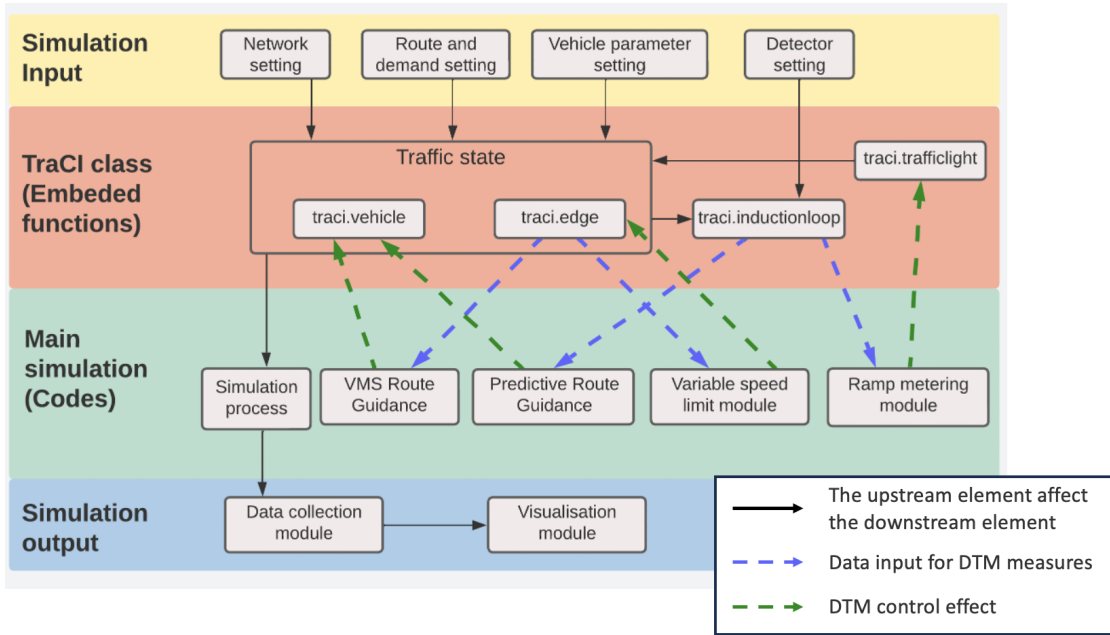 Simulation
Input
Network
setting
Route and
demand setting
Vehicle parameter
setting
Detector
setting
TraCI class
(Embeded
functions)
Traffic state
traci.trafficlight
traci.vehicle
traci.edge
traci.inductionloop
Main
simulation
(Codes)
Simulation
process
VMS Route
Guidance
Predictive Route
Guidance
Variable speed
limit module
Ramp metering
module
Simulation
output
Data collection
module
Visualisation
module
The upstream element affect
the downstream element
Data input for DTM measures
DTM control effect